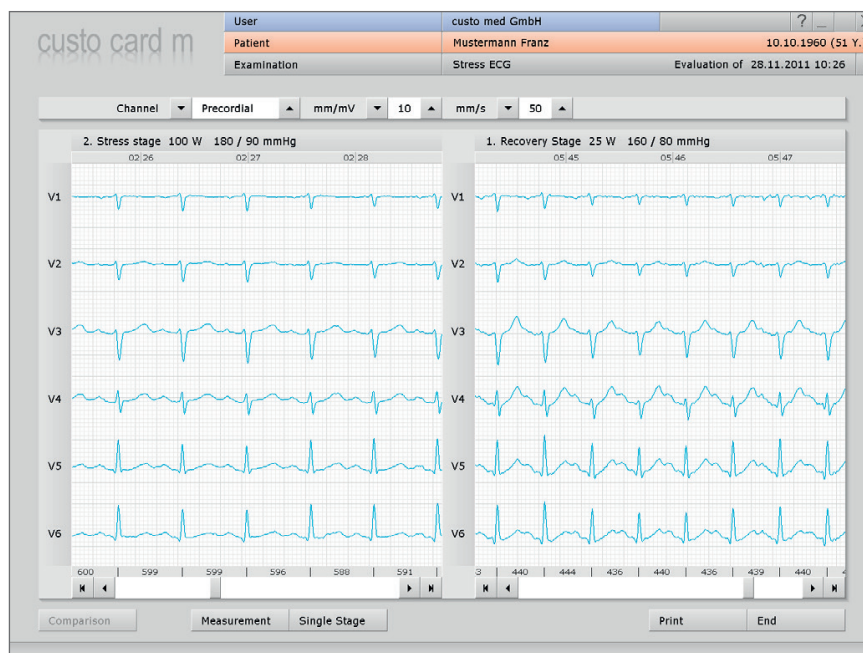 custo card m
User custo med GmbH ? _
Patient Mustermann Franz 10.10.1960 (51 Y.
Examination Stress ECG Evaluation of 28.11.2011 10:26
Channel Precordial mm/mV 10 mm/s 50
2. Stress stage 100 W 180 / 90 mmHg
02|26 02|27 02|28
V1
V2
V3
V4
V5
V6
600 599 599 596 588 591
1. Recovery Stage 25 W 160 / 80 mmHg
05|45 05|46 05|47
V1
V2
V3
V4
V5
V6
3 440 444 436 440 436 439 440
Comparison Measurement Single Stage Print End